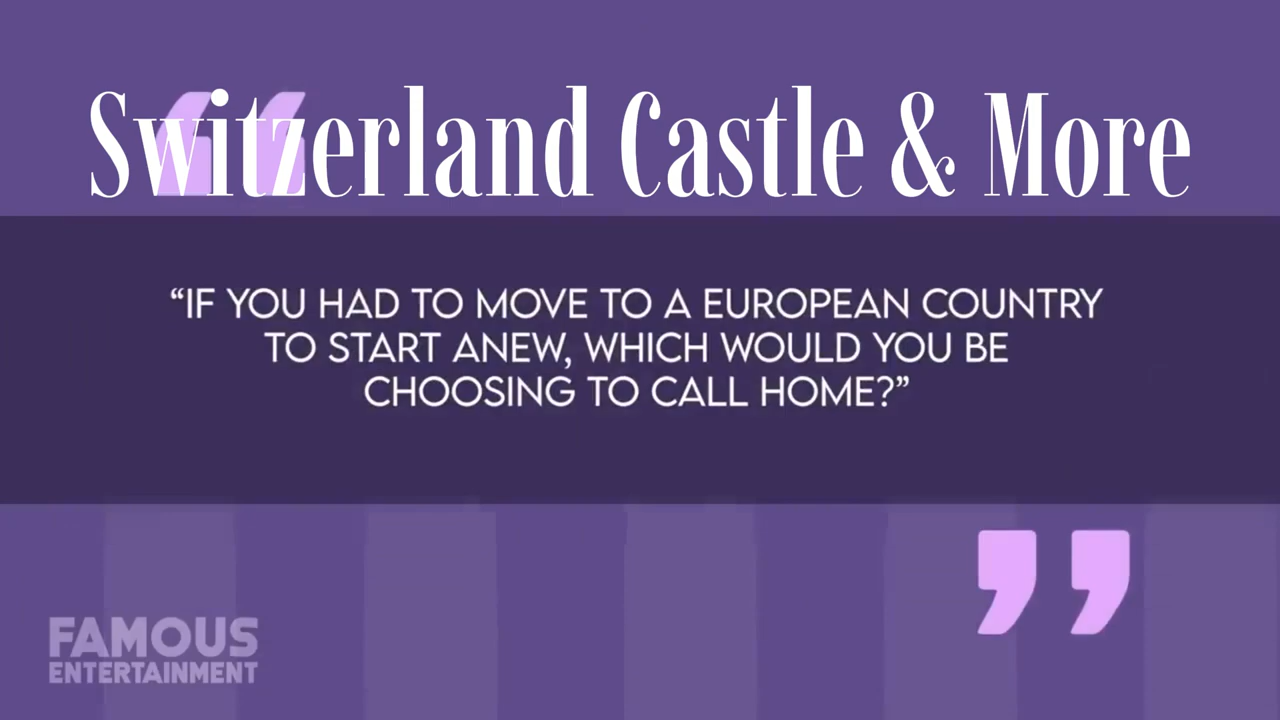 Switzerland Castle & More
“IF YOU HAD TO MOVE TO A EUROPEAN COUNTRY
TO START ANEW, WHICH WOULD YOU BE
CHOOSING TO CALL HOME?”
FAMOUS
ENTERTAINMENT